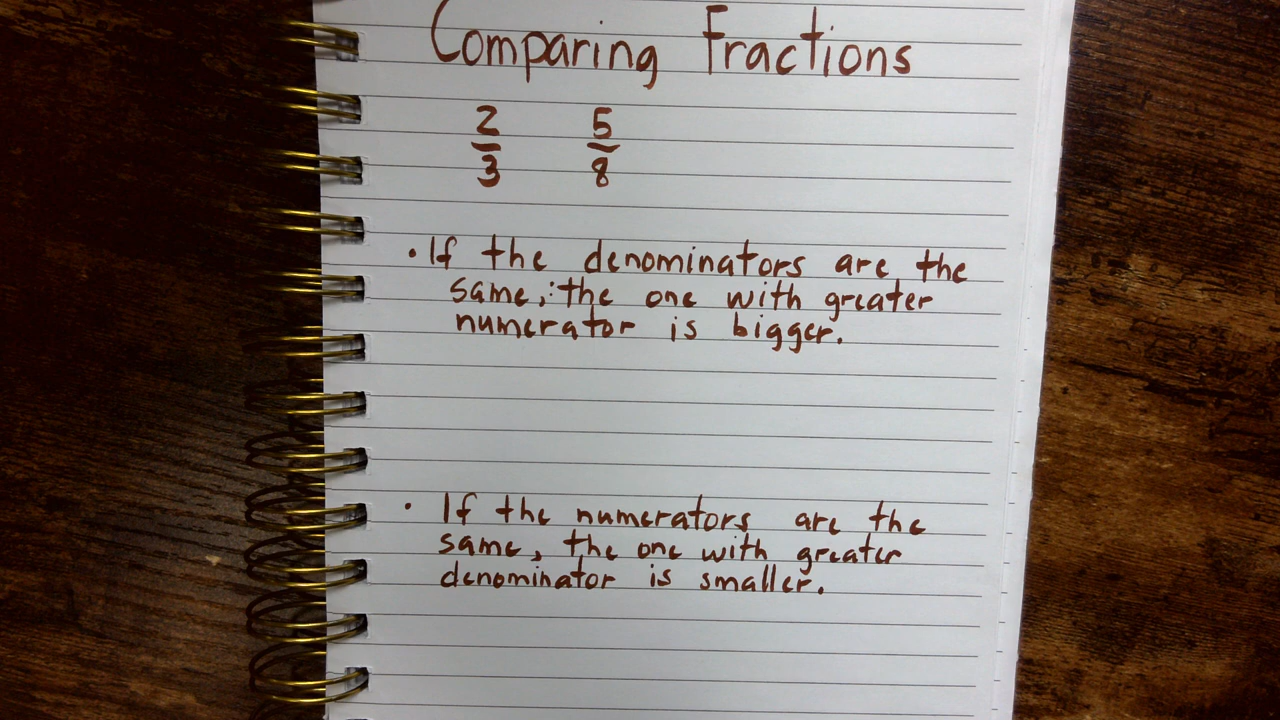 Comparing Fractions
2/3 5/8
• If the denominators are the
same, the one with greater
numerator is bigger.
• If the numerators are the
same, the one with greater
denominator is smaller.